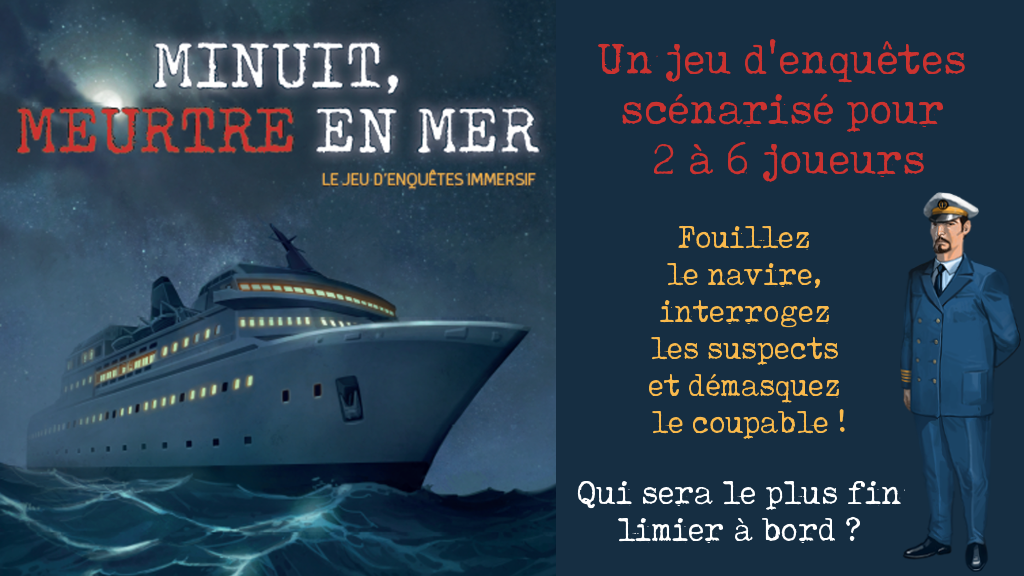 MINUIT,
MEURTRE EN MER
LE JEU D'ENQUÊTES IMMERSIF
Un jeu d'enquêtes
scénarisé pour
2 à 6 joueurs
Fouillez
le navire,
interrogez
les suspects
et démasquez
le coupable !
Qui sera le plus fin
limier à bord ?